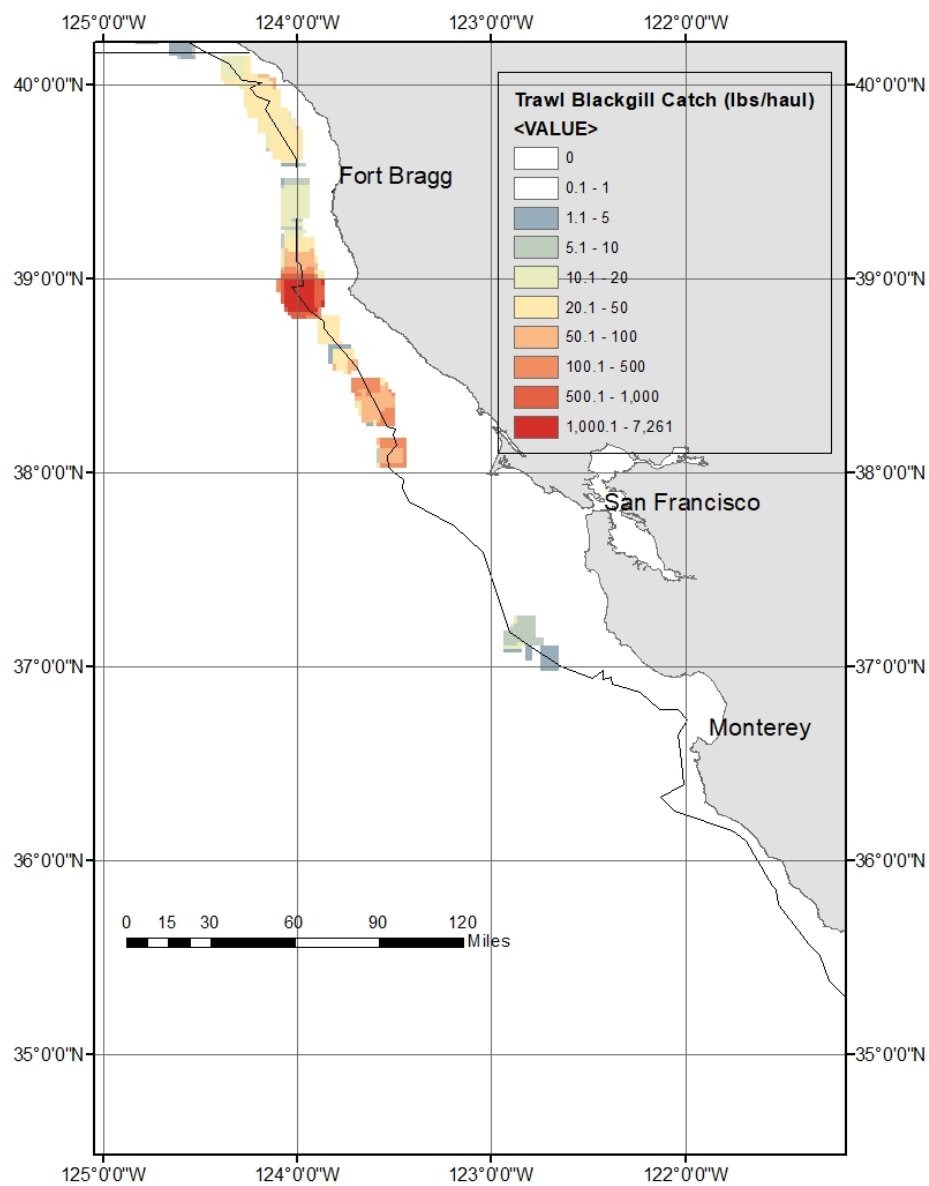 125°0'0"W 124°0'0"W 123°0'0"W 122°0'0"W
40°0'0"N 40°0'0"N
Trawl Blackgill Catch (lbs/haul)
<VALUE>
0
0.1 - 1
1.1 - 5
5.1 - 10
10.1 - 20
20.1 - 50
50.1 - 100
100.1 - 500
500.1 - 1,000
1,000.1 - 7,261
Fort Bragg
39°0'0"N 39°0'0"N
38°0'0"N 38°0'0"N
San Francisco
37°0'0"N 37°0'0"N
Monterey
36°0'0"N 36°0'0"N
0 15 30 60 90 120
Miles
35°0'0"N 35°0'0"N
125°0'0"W 124°0'0"W 123°0'0"W 122°0'0"W